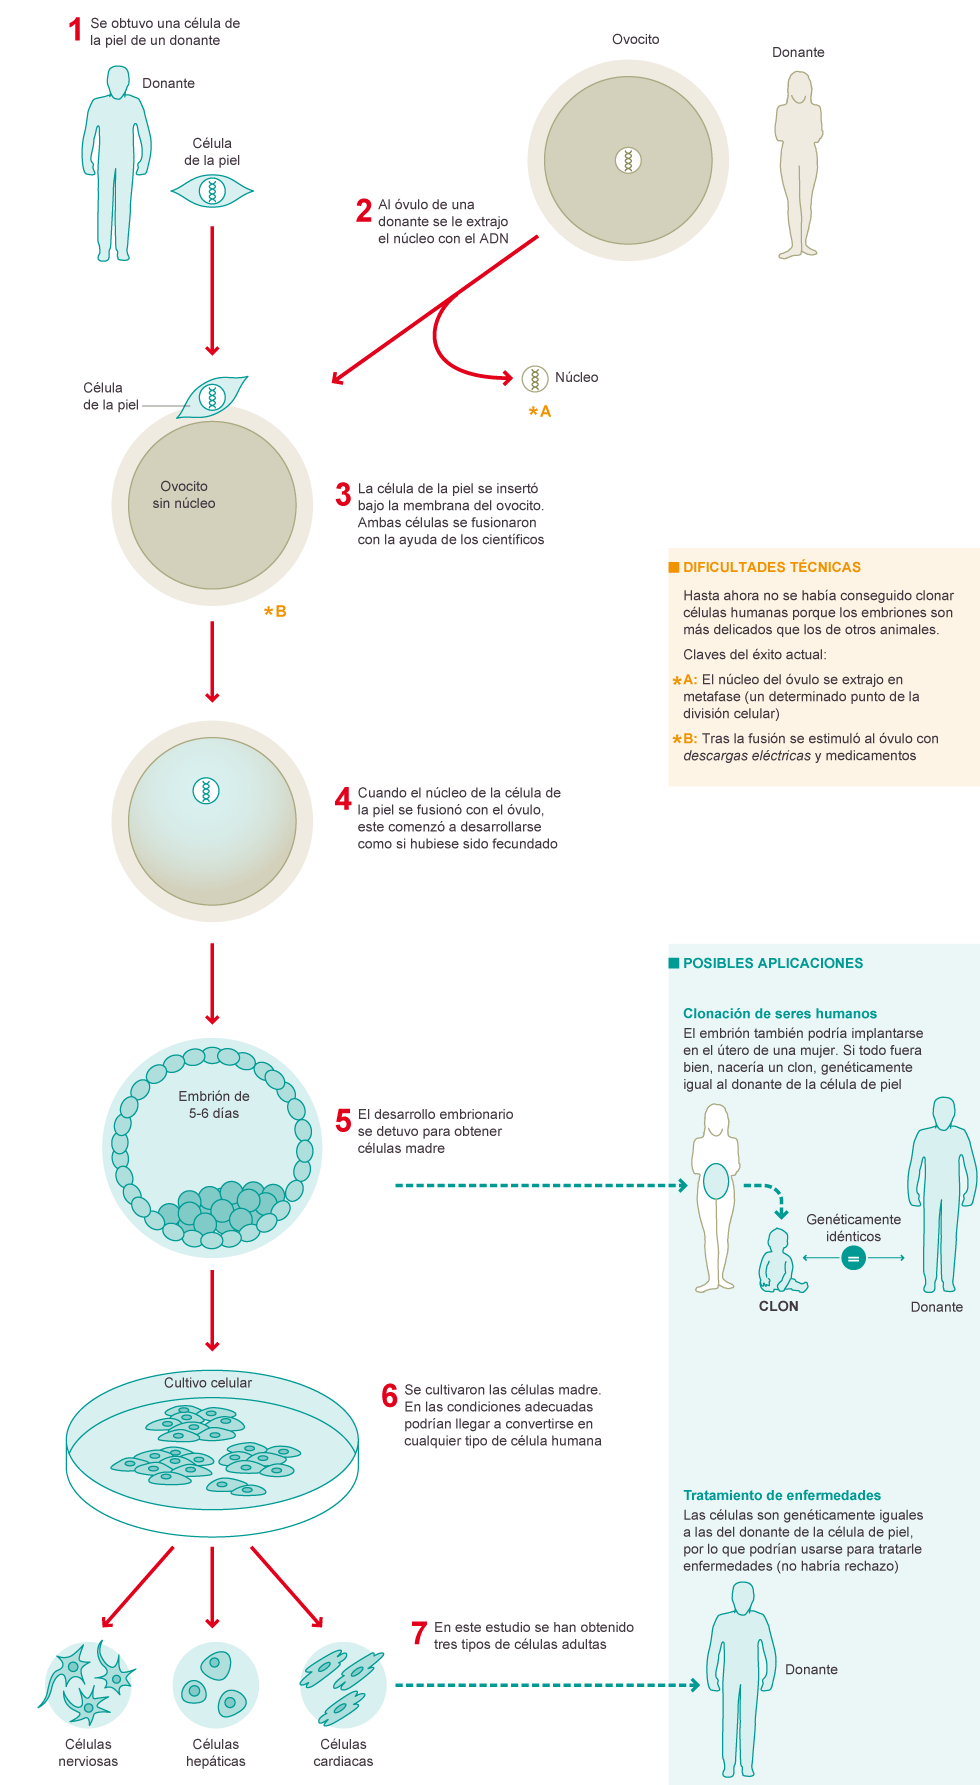 1 Se obtuvo una célula de
la piel de un donante
Donante
Célula
de la piel
Ovocito
Donante
2 Al óvulo de una
donante se le extrajo
el núcleo con el ADN
Núcleo
*A
Célula
de la piel
Ovocito
sin núcleo
3 La célula de la piel se insertó
bajo la membrana del ovocito.
Ambas células se fusionaron
con la ayuda de los científicos
*B
DIFICULTADES TÉCNICAS
Hasta ahora no se había conseguido clonar
células humanas porque los embriones son
más delicados que los de otros animales.
Claves del éxito actual:
*A: El núcleo del óvulo se extrajo en
metafase (un determinado punto de la
división celular)
*B: Tras la fusión se estimuló al óvulo con
descargas eléctricas y medicamentos
4 Cuando el núcleo de la célula de
la piel se fusionó con el óvulo,
este comenzó a desarrollarse
como si hubiese sido fecundado
Embrión de
5-6 días
5 El desarrollo embrionario
se detuvo para obtener
células madre
POSIBLES APLICACIONES
Clonación de seres humanos
El embrión también podría implantarse
en el útero de una mujer. Si todo fuera
bien, nacería un clon, genéticamente
igual al donante de la célula de piel
Genéticamente
idénticos
=
CLON
Donante
Cultivo celular
6 Se cultivaron las células madre.
En las condiciones adecuadas
podrían llegar a convertirse en
cualquier tipo de célula humana
Tratamiento de enfermedades
Las células son genéticamente iguales
a las del donante de la célula de piel,
por lo que podrían usarse para tratarle
enfermedades (no habría rechazo)
7 En este estudio se han obtenido
tres tipos de células adultas
Donante
Células
nerviosas
Células
hepáticas
Células
cardiacas